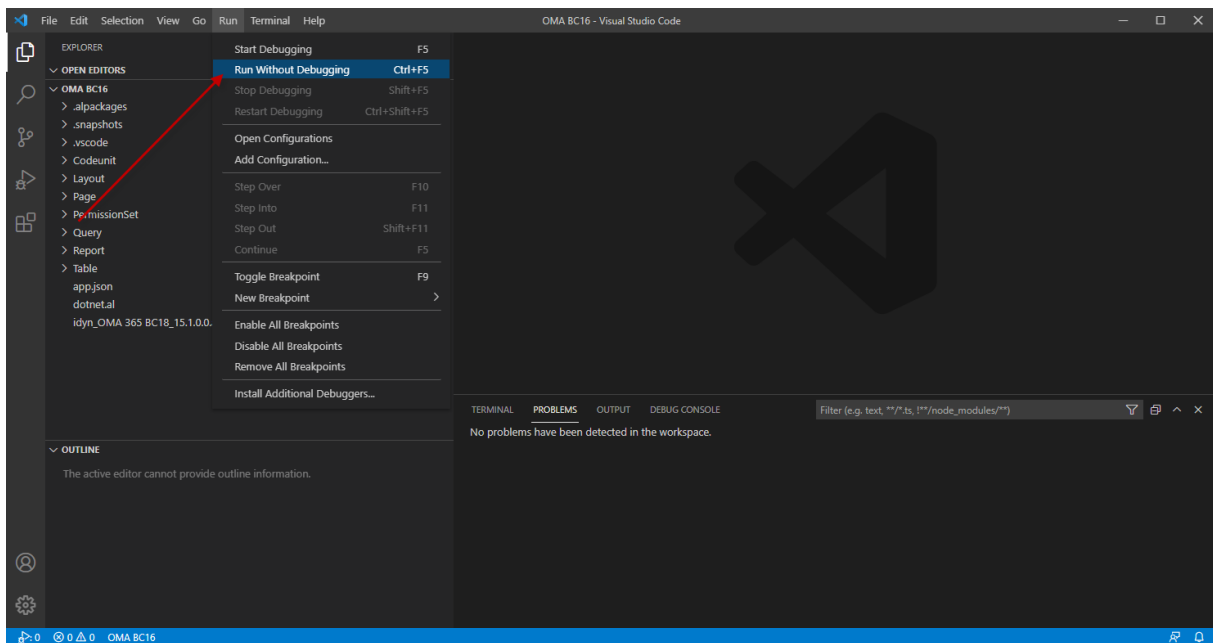 File Edit Selection View Go Run Terminal Help
OMA BC16 - Visual Studio Code
EXPLORER
OPEN EDITORS
OMA BC16
.alpackages
.snapshots
.vscode
Codeunit
Layout
Page
PermissionSet
Query
Report
Table
app.json
dotnet.al
idyn_OMA 365 BC18_15.1.0.0.
Start Debugging F5
Run Without Debugging Ctrl+F5
Stop Debugging Shift+F5
Restart Debugging Ctrl+Shift+F5
Open Configurations
Add Configuration...
Step Over F10
Step Into F11
Step Out Shift+F11
Continue F5
Toggle Breakpoint F9
New Breakpoint
Enable All Breakpoints
Disable All Breakpoints
Remove All Breakpoints
Install Additional Debuggers...
TERMINAL PROBLEMS OUTPUT DEBUG CONSOLE
Filter (e.g. text, **/*.ts, !**/node_modules/**)
No problems have been detected in the workspace.
OUTLINE
The active editor cannot provide outline information.
0 0 0 OMA BC16